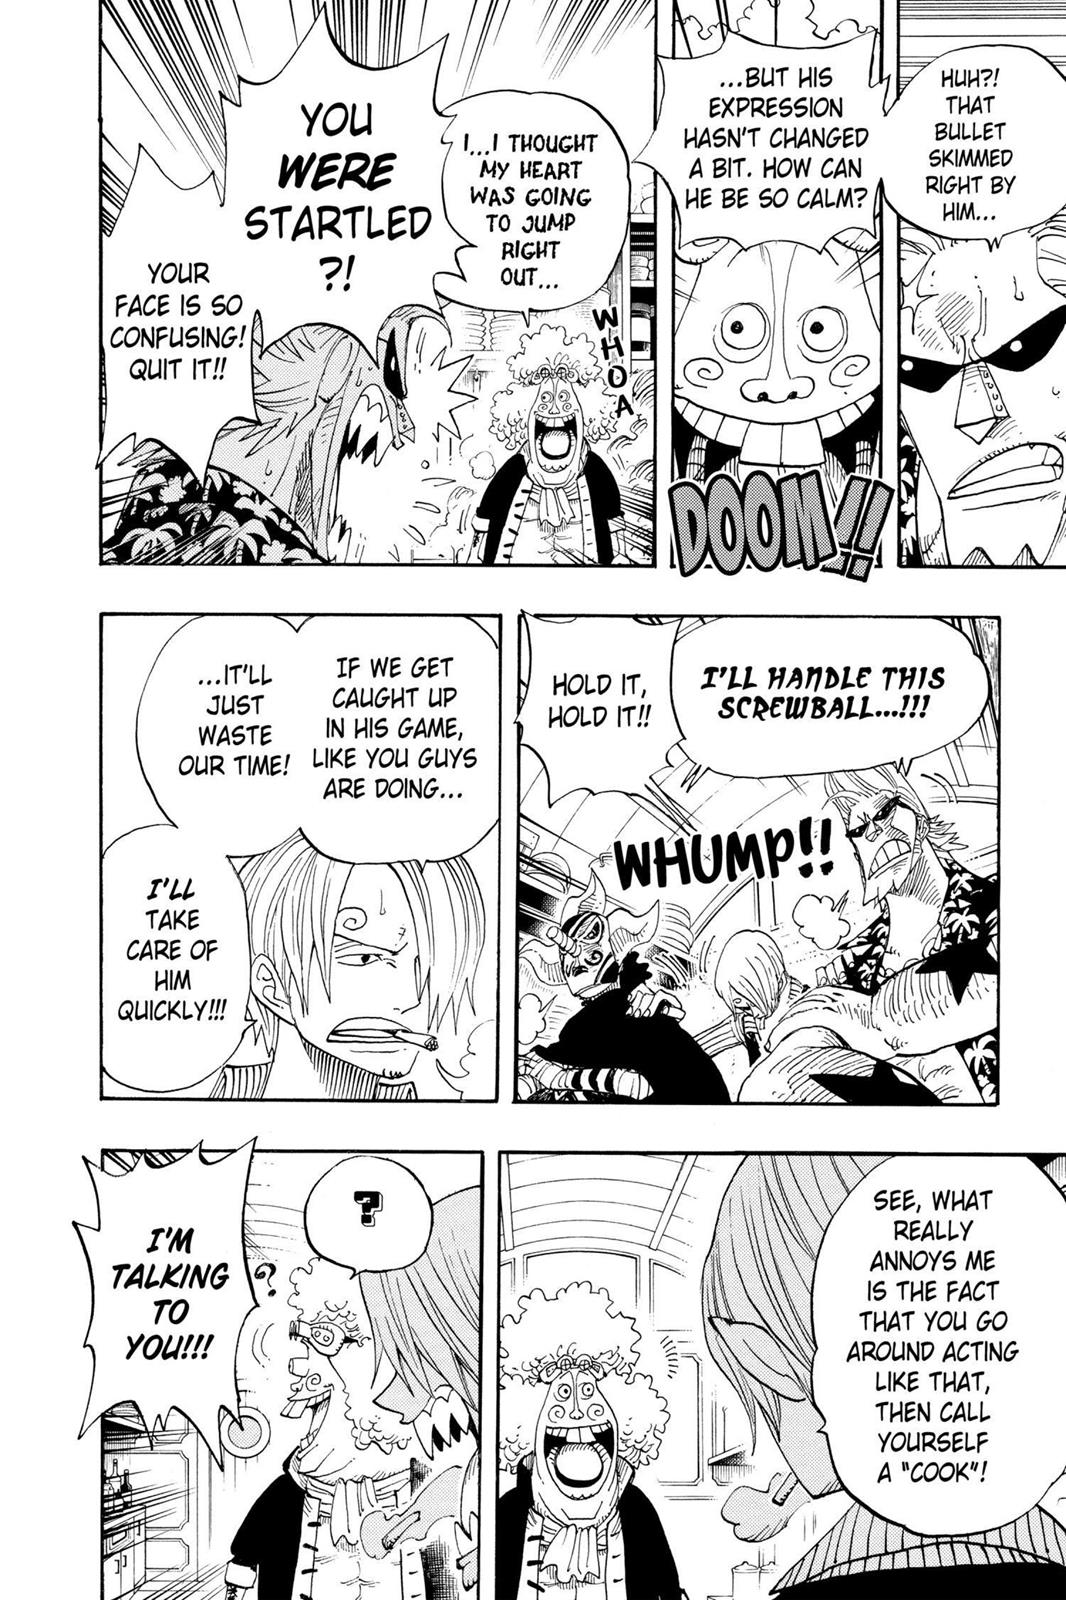 HUH?!
THAT
BULLET
SKIMMED
RIGHT BY
HIM...
...BUT HIS
EXPRESSION
HASN'T CHANGED
A BIT. HOW CAN
HE BE SO CALM?
DOOM!!
I...I THOUGHT
MY HEART
WAS GOING
TO JUMP
RIGHT
OUT...
WHOA
YOU
WERE
STARTLED
?!
YOUR
FACE IS SO
CONFUSING!
QUIT IT!!
I'LL HANDLE THIS
SCREWBALL...!!!
HOLD IT,
HOLD IT!!
WHUMP!!
IF WE GET
CAUGHT UP
IN HIS GAME,
LIKE YOU GUYS
ARE DOING...
...IT'LL
JUST
WASTE
OUR TIME!
I'LL
TAKE
CARE OF
HIM
QUICKLY!!!
SEE, WHAT
REALLY
ANNOYS ME
IS THE FACT
THAT YOU GO
AROUND ACTING
LIKE THAT,
THEN CALL
YOURSELF
A "COOK"!
?
?
I'M
TALKING
TO
YOU!!!